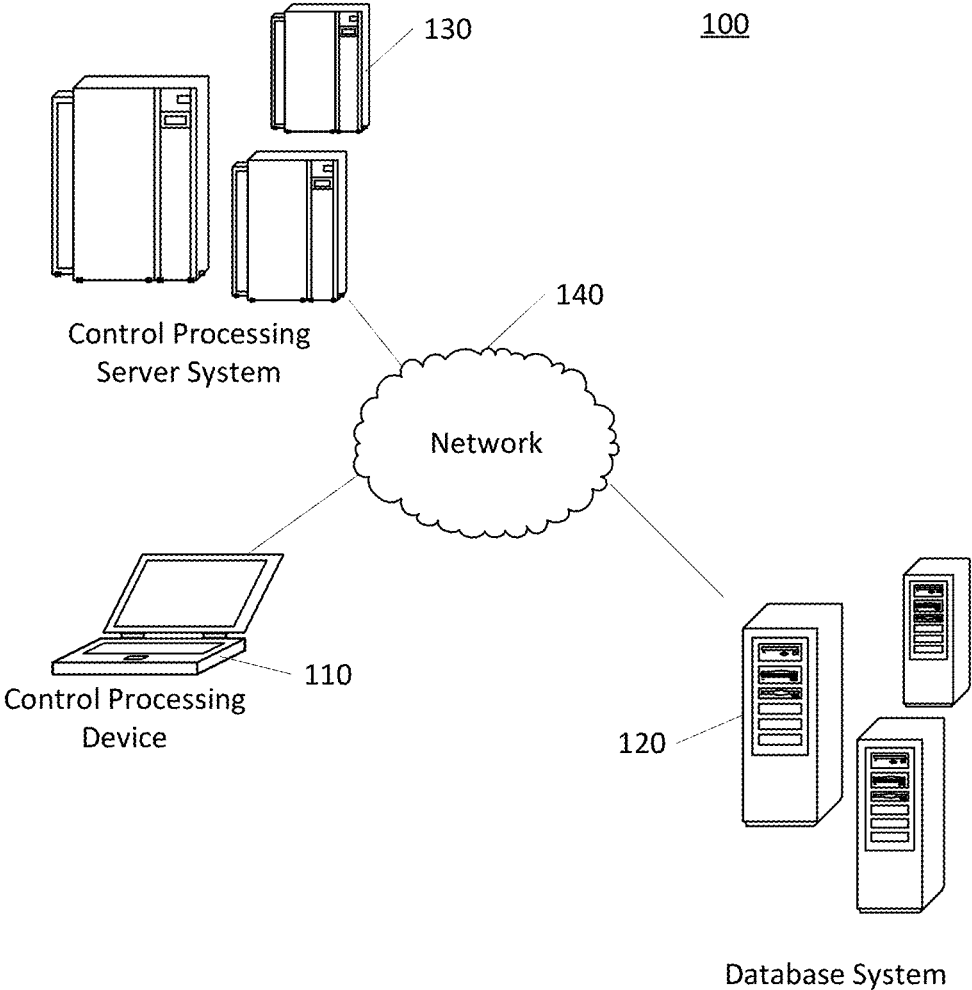 130
100
140
Control Processing
Server System
Network
110
Control Processing
Device
120
Database System